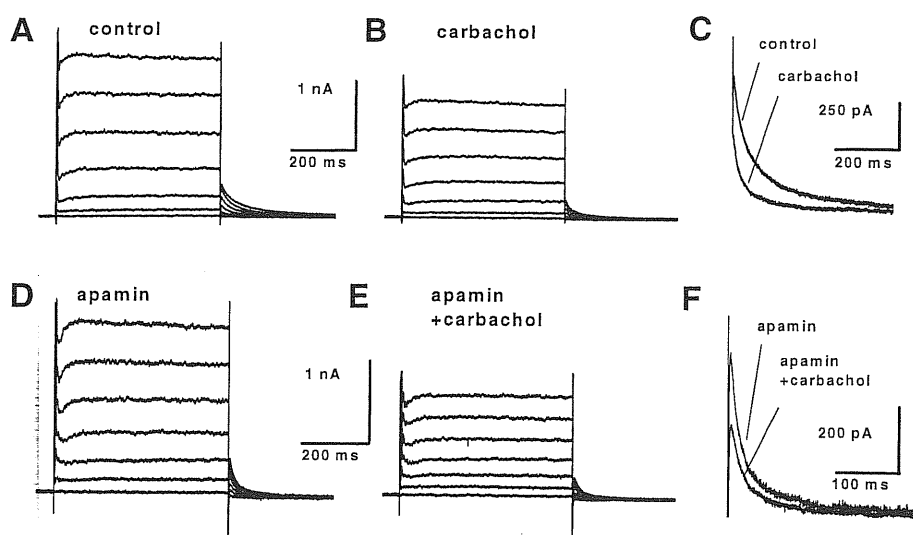 A
control
1 nA
200 ms
B
carbachol
C
control
carbachol
250 pA
200 ms
D
apamin
1 nA
200 ms
E
apamin
+carbachol
F
apamin
apamin
+carbachol
200 pA
100 ms